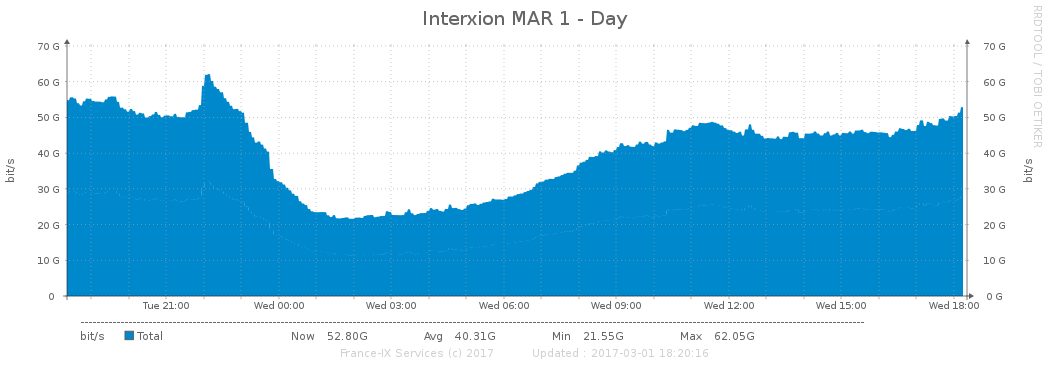 Interxion MAR 1 - Day
RRDTOOL / TOBI OETIKER
70 G 70 G
60 G 60 G
50 G 50 G
40 G 40 G
30 G 30 G
20 G 20 G
10 G 10 G
0 0 G
bit/s bit/s
Tue 21:00 Wed 00:00 Wed 03:00 Wed 06:00 Wed 09:00 Wed 12:00 Wed 15:00 Wed 18:00
bit/s Total Now 52.80G Avg 40.31G Min 21.55G Max 62.05G
France-IX Services (c) 2017 Updated : 2017-03-01 18:20:16